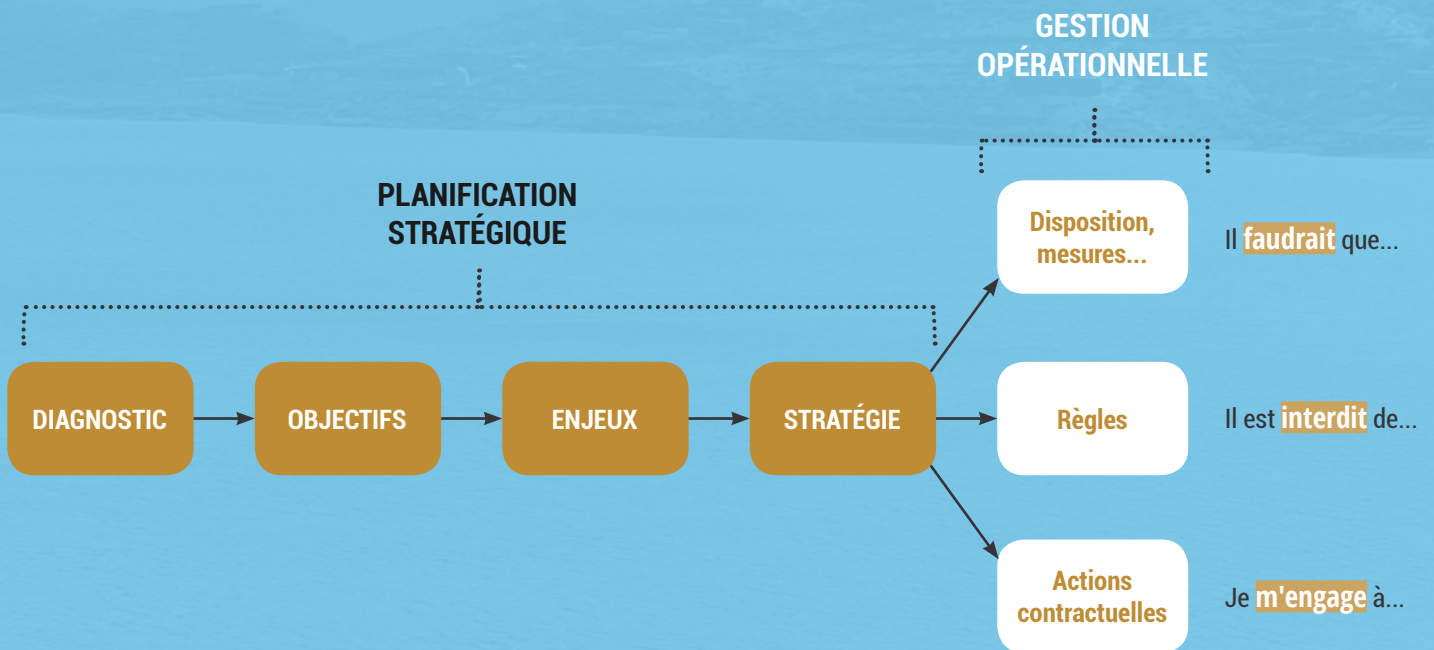 GESTION
OPÉRATIONNELLE
PLANIFICATION
STRATÉGIQUE
DIAGNOSTIC
OBJECTIFS
ENJEUX
STRATÉGIE
Disposition,
mesures...
Il faudrait que...
Règles
Il est interdit de...
Actions
contractuelles
Je m'engage à...